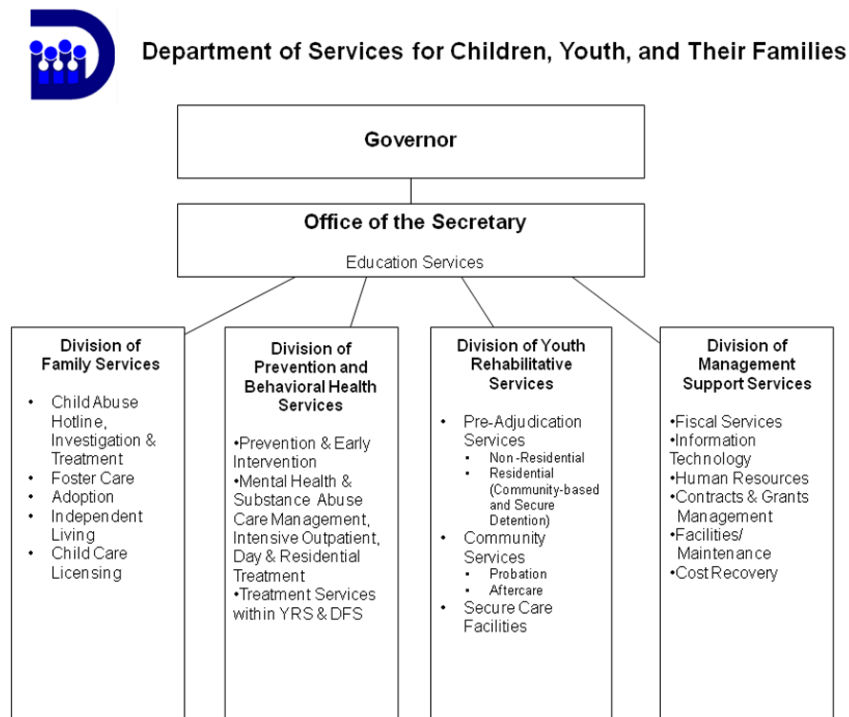 Department of Services for Children, Youth, and Their Families
Governor
Office of the Secretary
Education Services
Division of
Family Services
• Child Abuse
Hotline,
Investigation &
Treatment
• Foster Care
• Adoption
• Independent
Living
• Child Care
Licensing
Division of
Prevention and
Behavioral Health
Services
•Prevention & Early
Intervention
•Mental Health &
Substance Abuse
Care Management,
Intensive Outpatient,
Day & Residential
Treatment
•Treatment Services
within YRS & DFS
Division of Youth
Rehabilitative
Services
• Pre-Adjudication
Services
• Non -Residential
• Residential
(Community-based
and Secure
Detention)
• Community
Services
• Probation
• Aftercare
• Secure Care
Facilities
Division of
Management
Support Services
•Fiscal Services
•Information
Technology
•Human Resources
•Contracts & Grants
Management
•Facilities/
Maintenance
•Cost Recovery